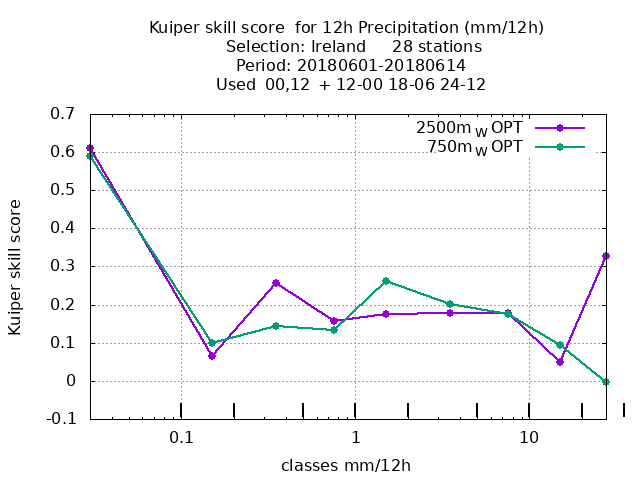 Kuiper skill score  for 12h Precipitation (mm/12h)
Selection: Ireland     28 stations
Period: 20180601-20180614
Used  00,12  + 12-00 18-06 24-12
2500m W OPT
750m W OPT
Kuiper skill score
0.7
0.6
0.5
0.4
0.3
0.2
0.1
0
-0.1
0.1
1
10
classes mm/12h